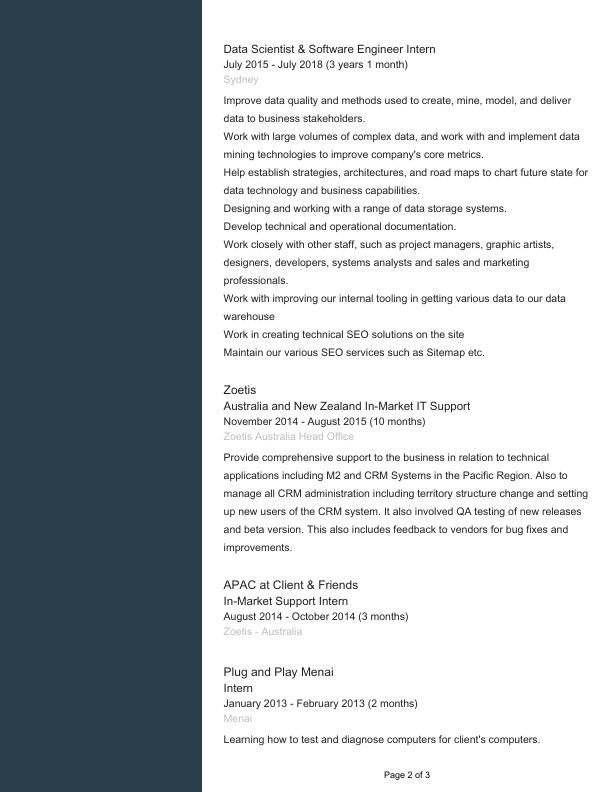 Data Scientist & Software Engineer Intern
July 2015 - July 2018 (3 years 1 month)
Sydney
Improve data quality and methods used to create, mine, model, and deliver
data to business stakeholders.
Work with large volumes of complex data, and work with and implement data
mining technologies to improve company's core metrics.
Help establish strategies, architectures, and road maps to chart future state for
data technology and business capabilities.
Designing and working with a range of data storage systems.
Develop technical and operational documentation.
Work closely with other staff, such as project managers, graphic artists,
designers, developers, systems analysts and sales and marketing
professionals.
Work with improving our internal tooling in getting various data to our data
warehouse
Work in creating technical SEO solutions on the site
Maintain our various SEO services such as Sitemap etc.
Zoetis
Australia and New Zealand In-Market IT Support
November 2014 - August 2015 (10 months)
Zoetis Australia Head Office
Provide comprehensive support to the business in relation to technical
applications including M2 and CRM Systems in the Pacific Region. Also to
manage all CRM administration including territory structure change and setting
up new users of the CRM system. It also involved QA testing of new releases
and beta version. This also includes feedback to vendors for bug fixes and
improvements.
APAC at Client & Friends
In-Market Support Intern
August 2014 - October 2014 (3 months)
Zoetis - Australia
Plug and Play Menai
Intern
January 2013 - February 2013 (2 months)
Menai
Learning how to test and diagnose computers for client's computers.
Page 2 of 3